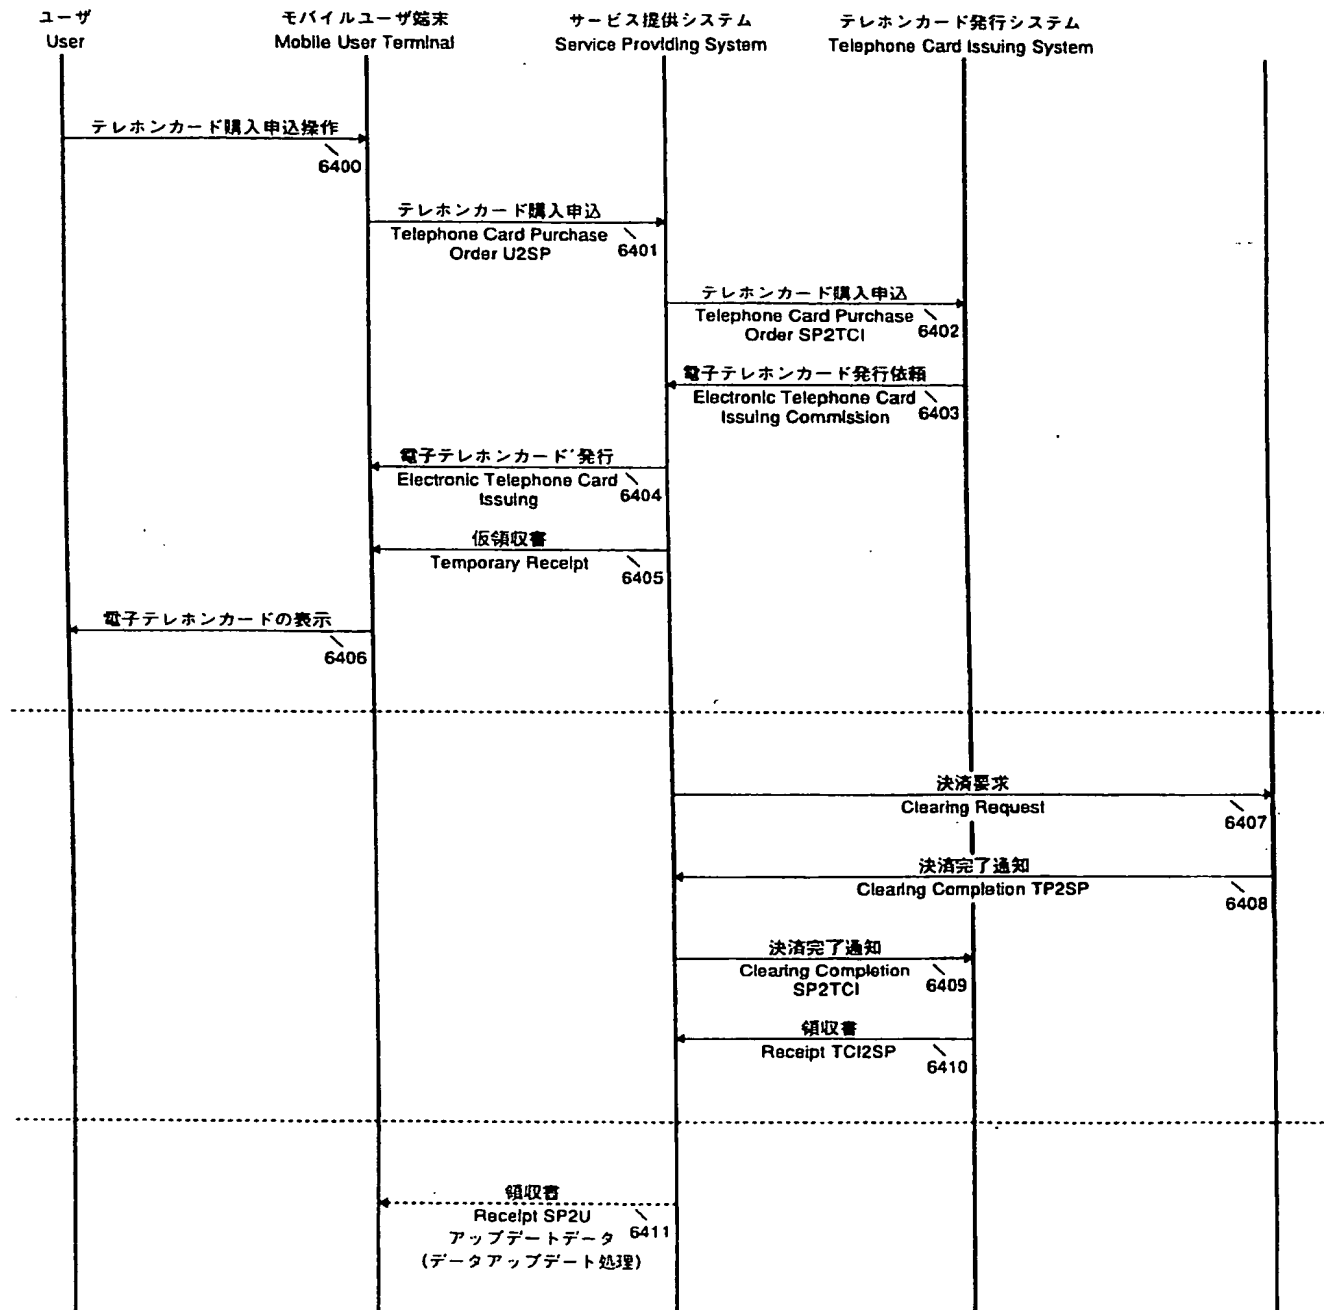 ユーザ
User
モバイルユーザ端末
Mobile User Terminal
サービス提供システム
Service Providing System
テレホンカード発行システム
Telephone Card Issuing System
テレホンカード購入申込操作
6400
テレホンカード購入申込
Telephone Card Purchase
Order U2SP
6401
テレホンカード購入申込
Telephone Card Purchase
Order SP2TCI
6402
電子テレホンカード発行依頼
Electronic Telephone Card
Issuing Commission
6403
電子テレホンカード発行
Electronic Telephone Card
Issuing
6404
仮領収書
Temporary Receipt
6405
電子テレホンカードの表示
6406
決済要求
Clearing Request
6407
決済完了通知
Clearing Completion TP2SP
6408
決済完了通知
Clearing Completion
SP2TCI
6409
領収書
Receipt TCI2SP
6410
領収書
Receipt SP2U
6411
アップデートデータ
(データアップデート処理)